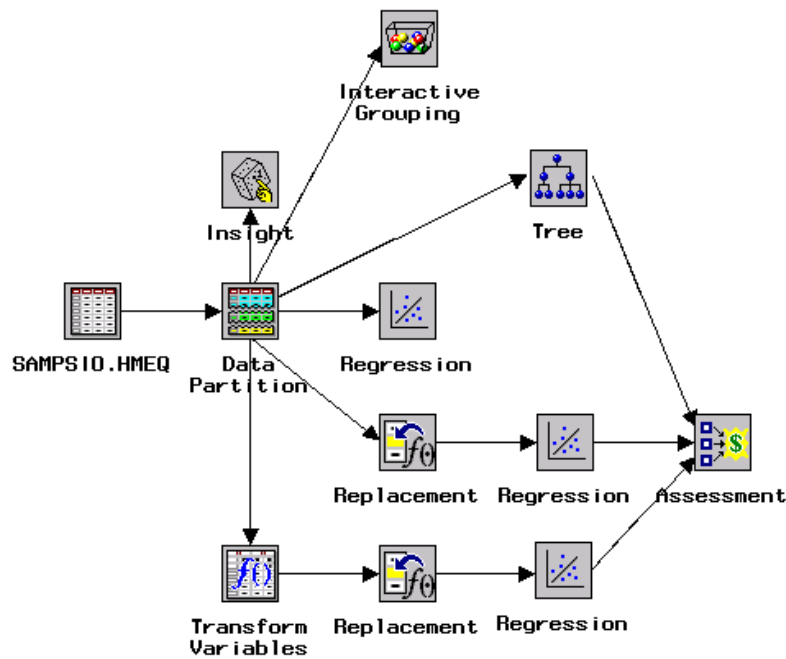 Interactive
Grouping
Insight
Tree
SAMPSIO.HMEQ
Data
Partition
Regression
Replacement
Regression
Assessment
Transform
Variables
Replacement
Regression